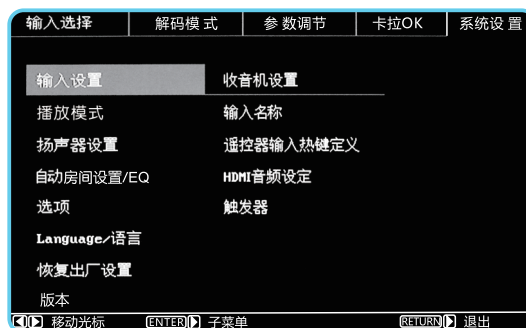 输入选择 解码模式 参数调节 卡拉OK 系统设置
输入设置 收音机设置
播放模式 输入名称
扬声器设置 遥控器输入热键定义
自动房间设置/EQ HDMI音频设定
选项 触发器
Language/语言
恢复出厂设置
版本
移动光标 ENTER 子菜单 RETURN 退出